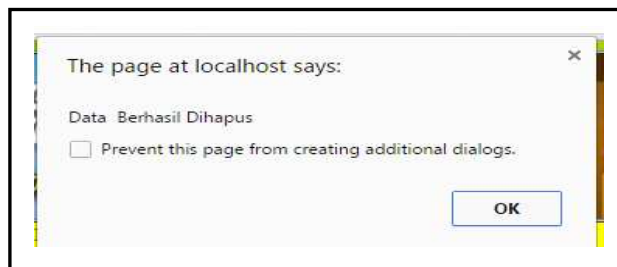 The page at localhost says:
Data Berhasil Dihapus
Prevent this page from creating additional dialogs.
OK